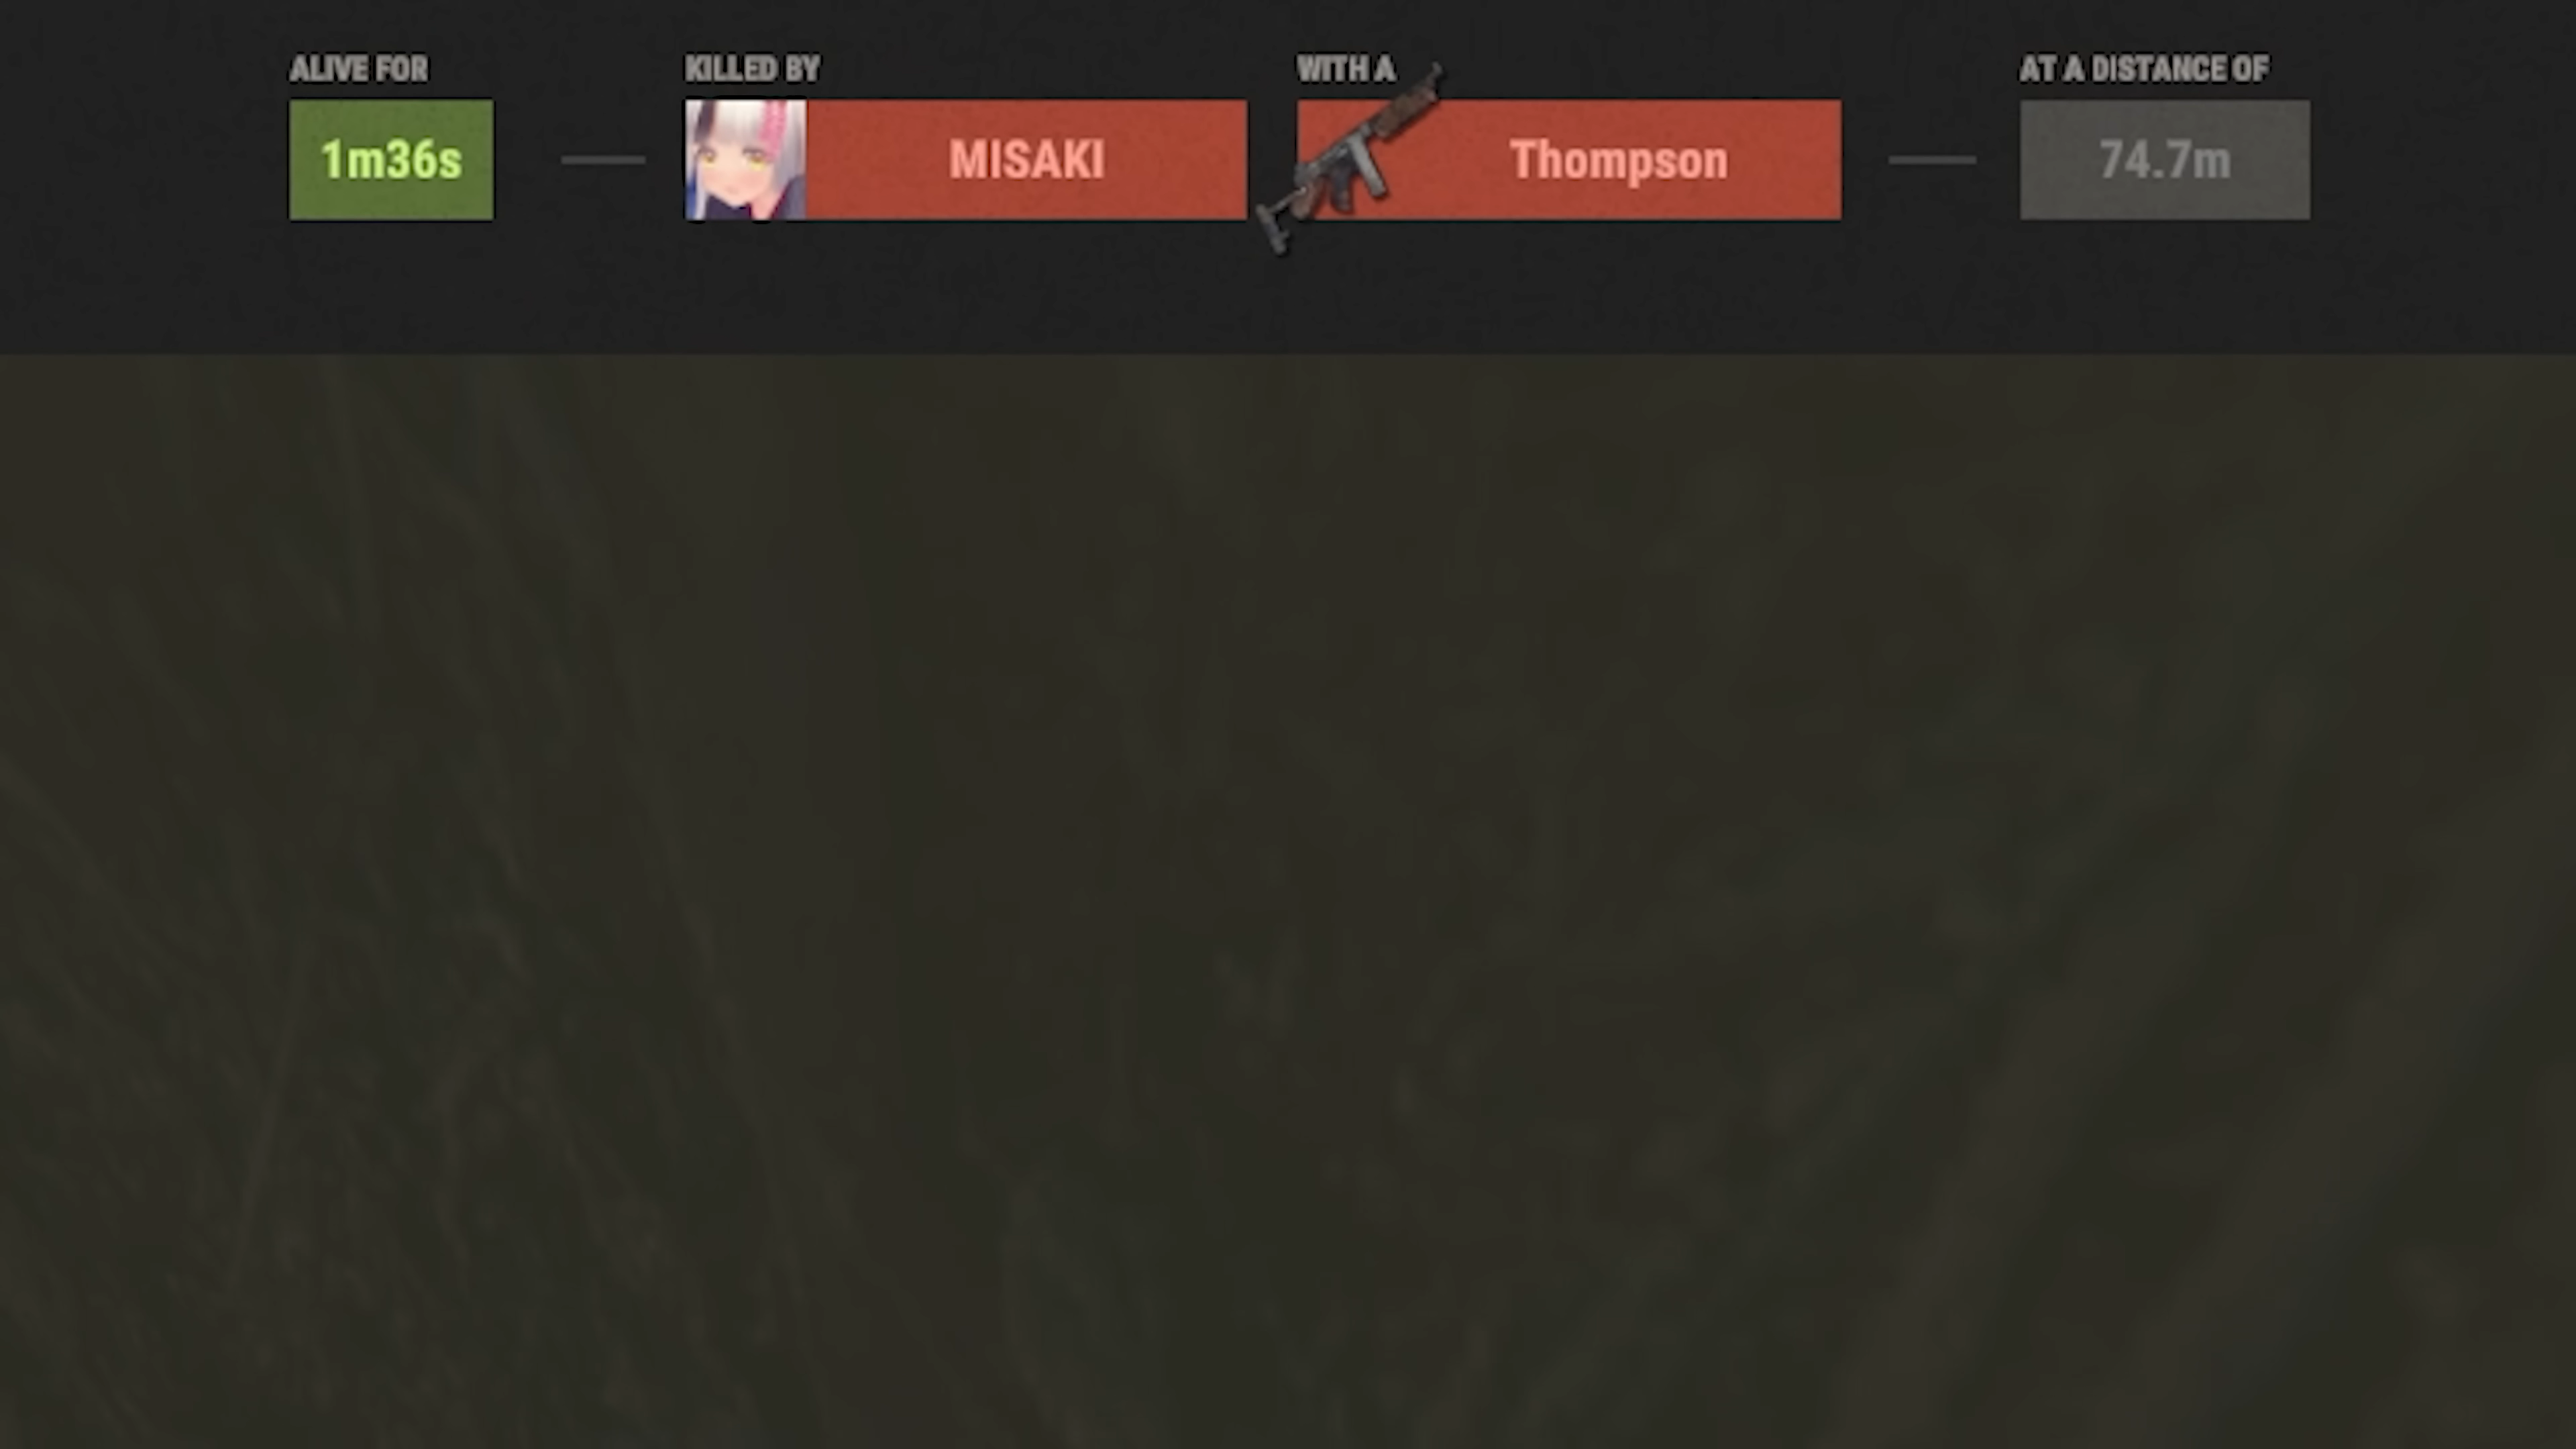 ALIVE FOR
1m36s
KILLED BY
MISAKI
WITH A
Thompson
AT A DISTANCE OF
74.7m